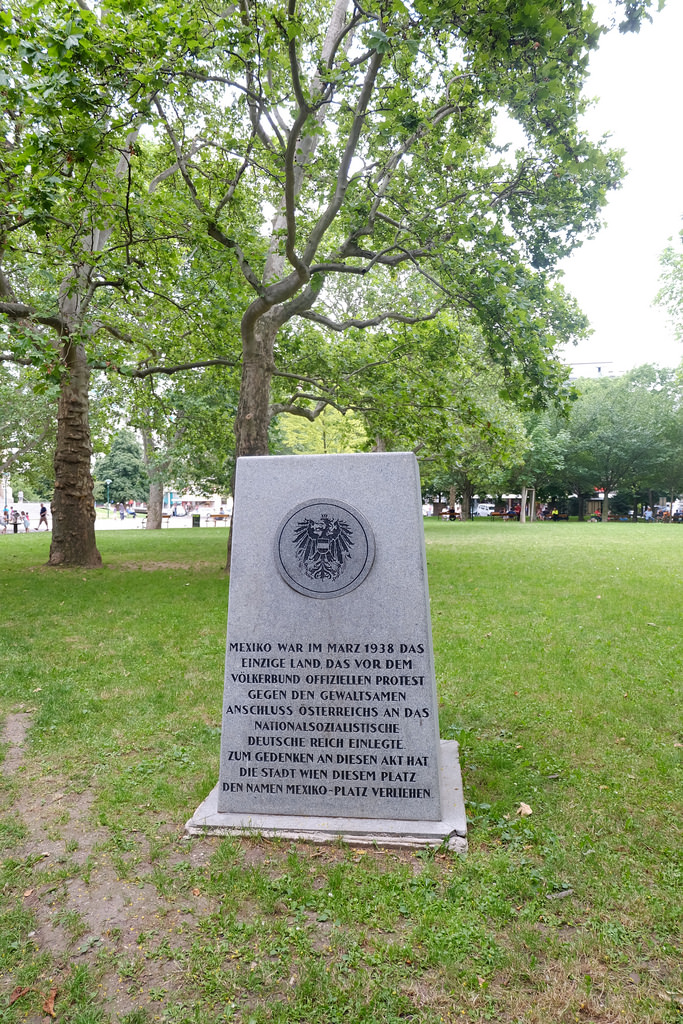 MEXIKO WAR IM MÄRZ 1938 DAS
EINZIGE LAND, DAS VOR DEM
VÖLKERBUND OFFIZIELLEN PROTEST
GEGEN DEN GEWALTSAMEN
ANSCHLUSS ÖSTERREICHS AN DAS
NATIONALSOZIALISTISCHE
DEUTSCHE REICH EINLEGTE.
ZUM GEDENKEN AN DIESEN AKT HAT
DIE STADT WIEN DIESEM PLATZ
DEN NAMEN MEXIKO-PLATZ VERLIEHEN.